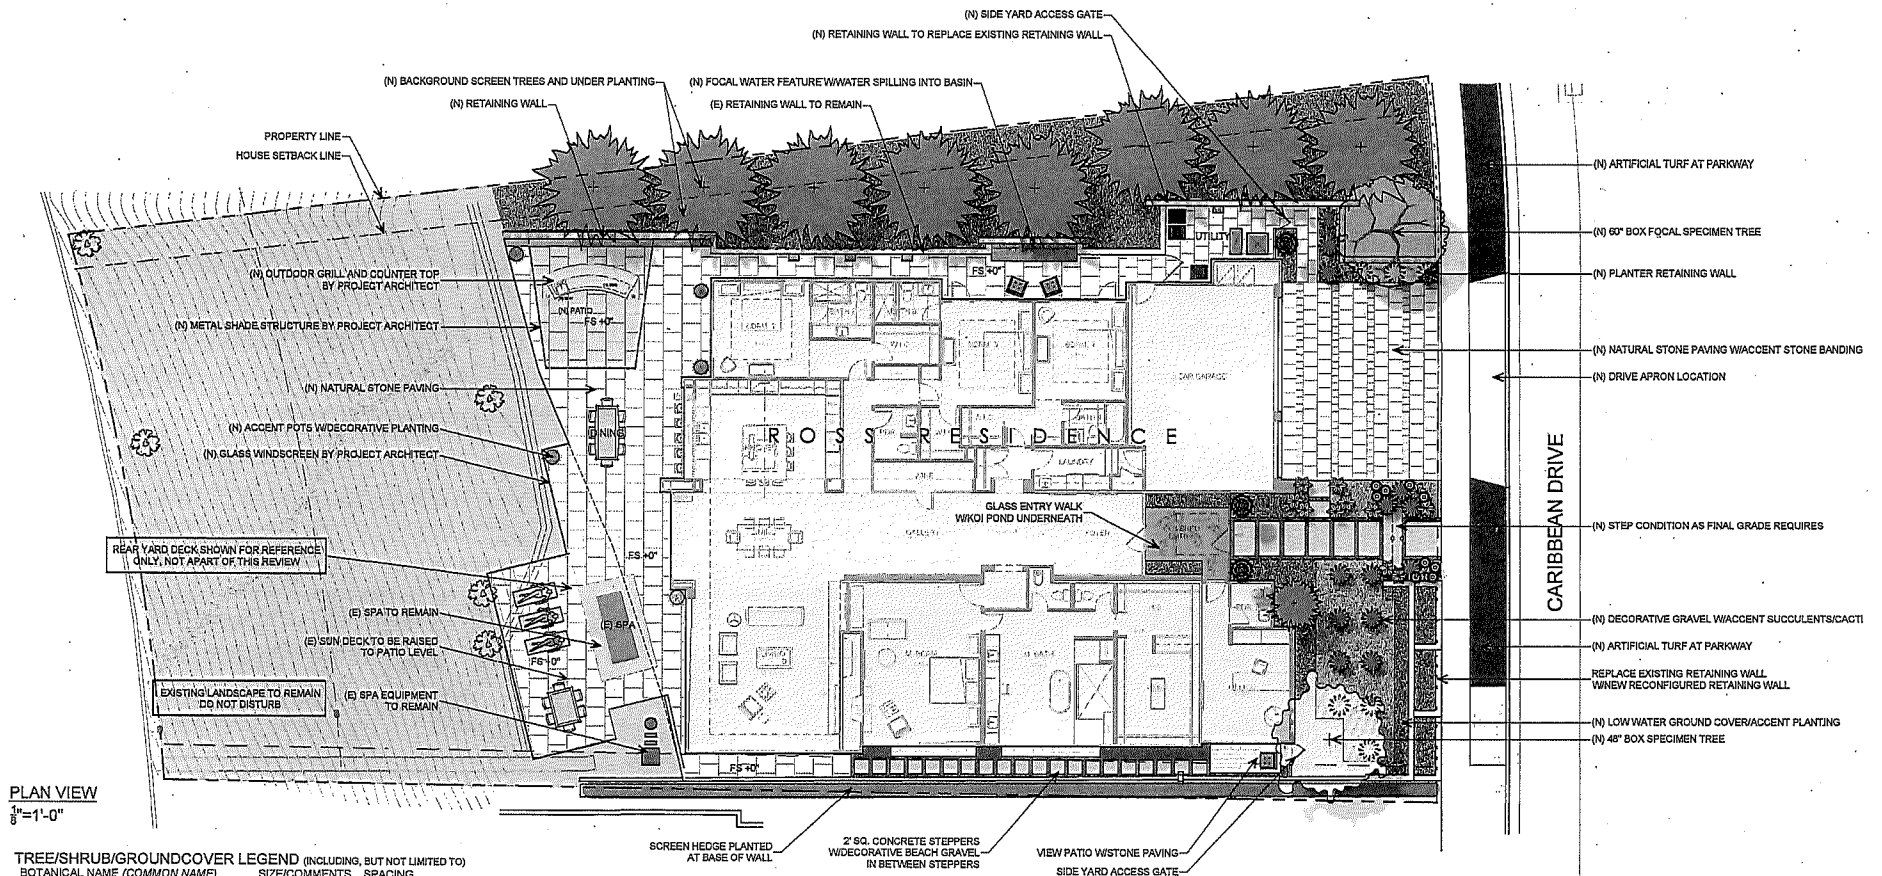 (N) SIDE YARD ACCESS GATE
(N) RETAINING WALL TO REPLACE EXISTING RETAINING WALL
(N) BACKGROUND SCREEN TREES AND UNDER PLANTING
(N) FOCAL WATER FEATURE W/WATER SPILLING INTO BASIN
(N) RETAINING WALL
(E) RETAINING WALL TO REMAIN
PROPERTY LINE
HOUSE SETBACK LINE
(N) OUTDOOR GRILL AND COUNTER TOP
BY PROJECT ARCHITECT
(N) METAL SHADE STRUCTURE BY PROJECT ARCHITECT
(N) NATURAL STONE PAVING
(N) ACCENT POTS W/DECORATIVE PLANTING
(N) GLASS WINDSCREEN BY PROJECT ARCHITECT
REAR YARD DECK SHOWN FOR REFERENCE
ONLY, NOT APART OF THIS REVIEW
(E) SPA TO REMAIN
(E) SUN DECK TO BE RAISED
TO PATIO LEVEL
EXISTING LANDSCAPE TO REMAIN
DO NOT DISTURB
(E) SPA EQUIPMENT
TO REMAIN
(N) PATIO
FS +0"
DINING
FS +0"
(E) SPA
FS +0"
FS +0"
FS +0"
UTILITY
CAR GARAGE
ROSS RESIDENCE
LAUNDRY
GALLERY
FOYER
GLASS ENTRY WALK
W/KOI POND UNDERNEATH
(N) ARTIFICIAL TURF AT PARKWAY
(N) 60" BOX FOCAL SPECIMEN TREE
(N) PLANTER RETAINING WALL
(N) NATURAL STONE PAVING W/ACCENT STONE BANDING
(N) DRIVE APRON LOCATION
CARIBBEAN DRIVE
(N) STEP CONDITION AS FINAL GRADE REQUIRES
(N) DECORATIVE GRAVEL W/ACCENT SUCCULENTS/CACTI
(N) ARTIFICIAL TURF AT PARKWAY
REPLACE EXISTING RETAINING WALL
W/NEW RECONFIGURED RETAINING WALL
(N) LOW WATER GROUND COVER/ACCENT PLANTING
(N) 48" BOX SPECIMEN TREE
SCREEN HEDGE PLANTED
AT BASE OF WALL
2' SQ. CONCRETE STEPPERS
W/DECORATIVE BEACH GRAVEL
IN BETWEEN STEPPERS
VIEW PATIO W/STONE PAVING
SIDE YARD ACCESS GATE
PLAN VIEW
1/8"=1'-0"
TREE/SHRUB/GROUNDCOVER LEGEND (INCLUDING, BUT NOT LIMITED TO)
BOTANICAL NAME (COMMON NAME) SIZE/COMMENTS SPACING